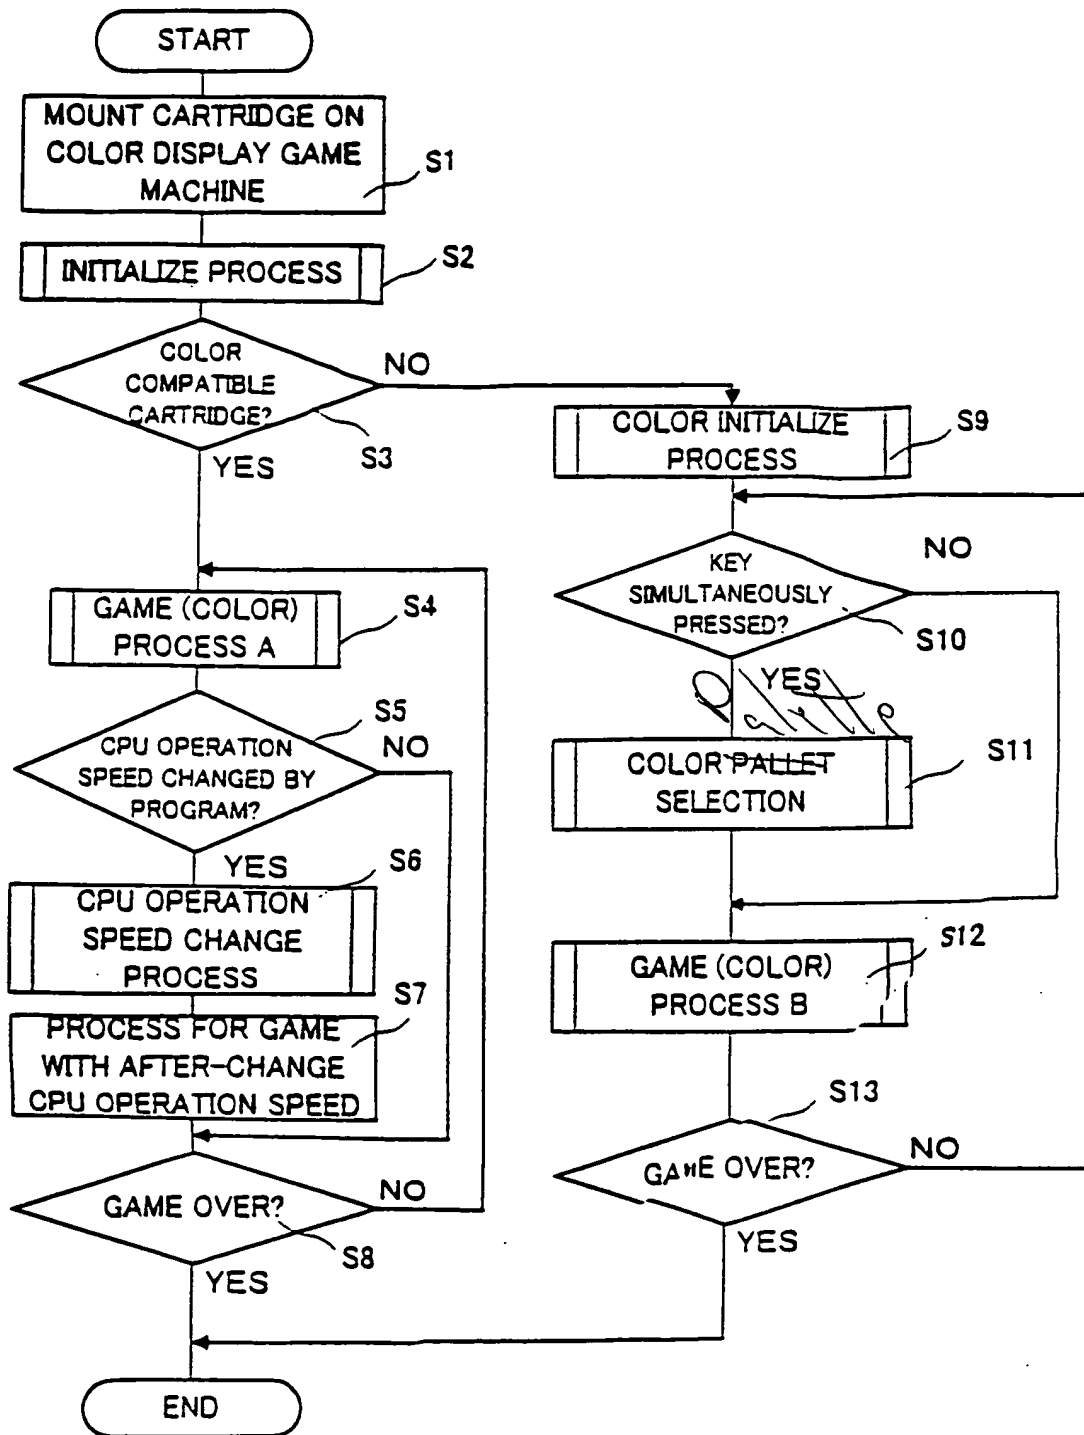 START
MOUNT CARTRIDGE ON
COLOR DISPLAY GAME
MACHINE
S1
INITIALIZE PROCESS
S2
COLOR
COMPATIBLE
CARTRIDGE?
NO
S3
YES
GAME (COLOR)
PROCESS A
S4
CPU OPERATION
SPEED CHANGED BY
PROGRAM?
S5
NO
YES
S6
CPU OPERATION
SPEED CHANGE
PROCESS
S7
PROCESS FOR GAME
WITH AFTER-CHANGE
CPU OPERATION SPEED
GAME OVER?
NO
S8
YES
COLOR INITIALIZE
PROCESS
S9
KEY
SIMULTANEOUSLY
PRESSED?
NO
S10
YES
COLOR PALLET
SELECTION
S11
GAME (COLOR)
PROCESS B
S12
S13
GAME OVER?
NO
YES
END